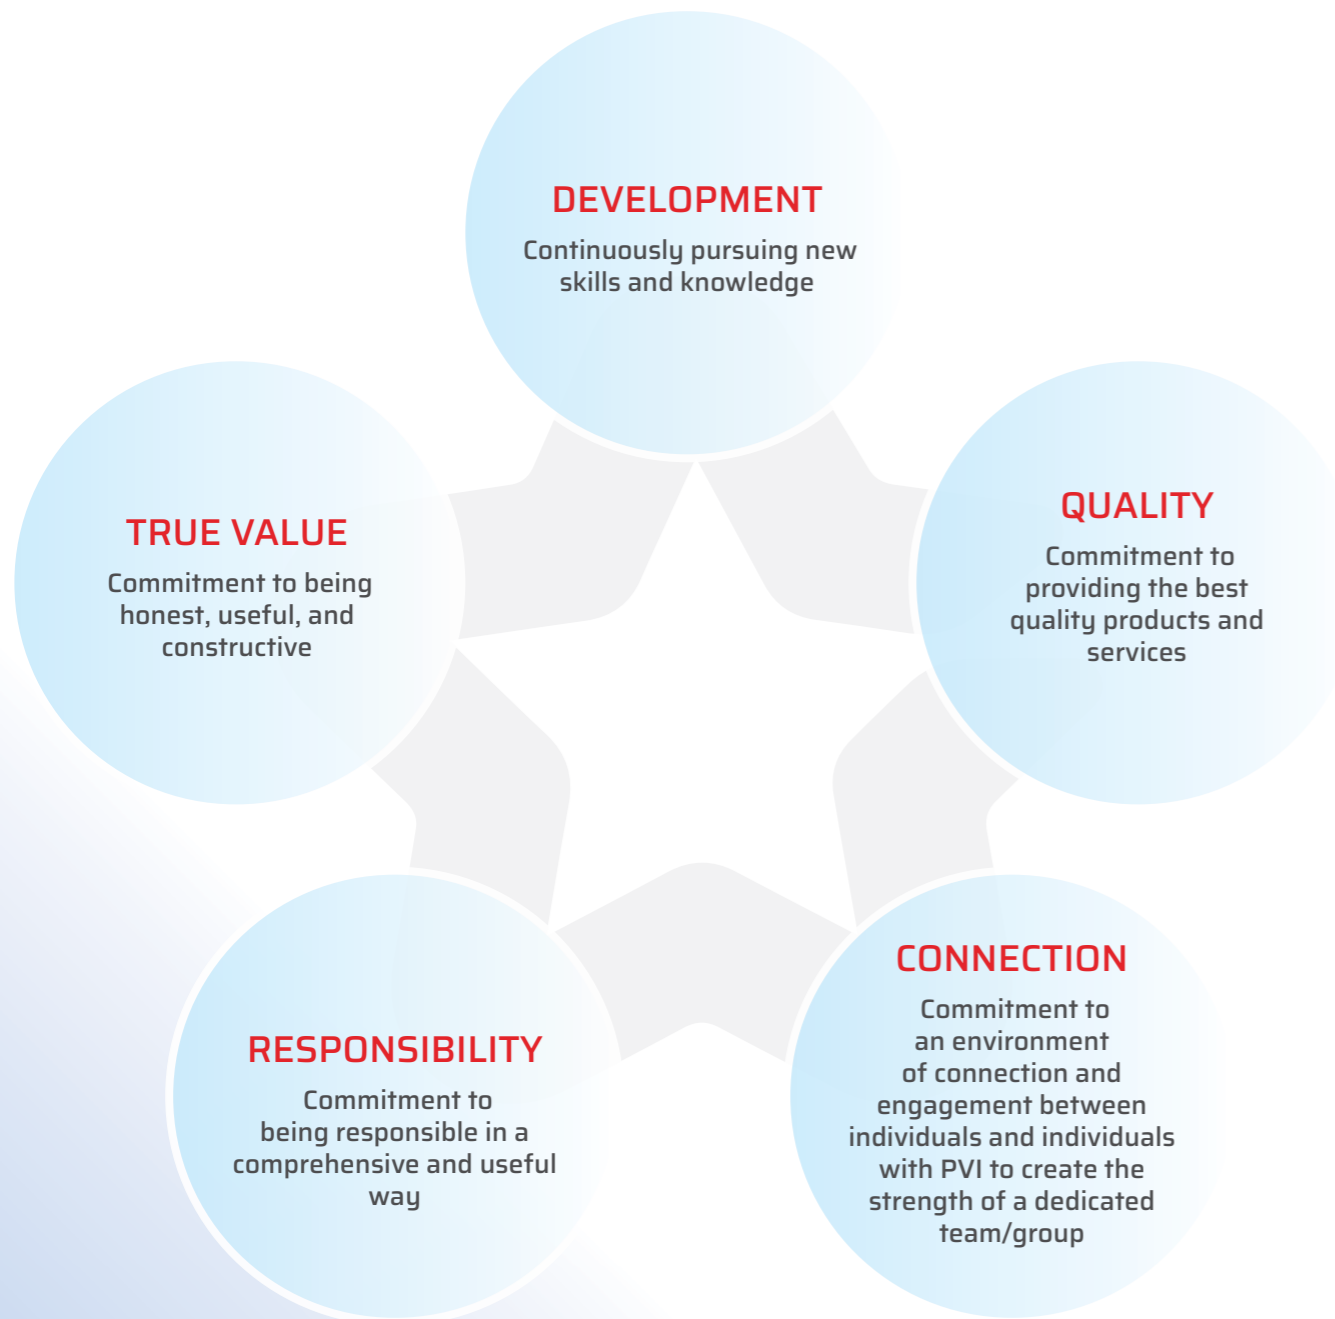 DEVELOPMENT
Continuously pursuing new
skills and knowledge
TRUE VALUE
Commitment to being
honest, useful, and
constructive
QUALITY
Commitment to
providing the best
quality products and
services
RESPONSIBILITY
Commitment to
being responsible in a
comprehensive and useful
way
CONNECTION
Commitment to
an environment
of connection and
engagement between
individuals and individuals
with PVI to create the
strength of a dedicated
team/group